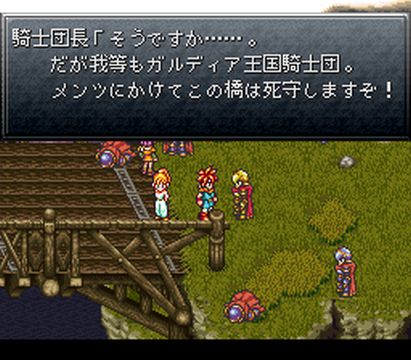 騎士団長「そうですか……。
だが我等もガルディア王国騎士団。
メンツにかけてこの橋は死守しますぞ！